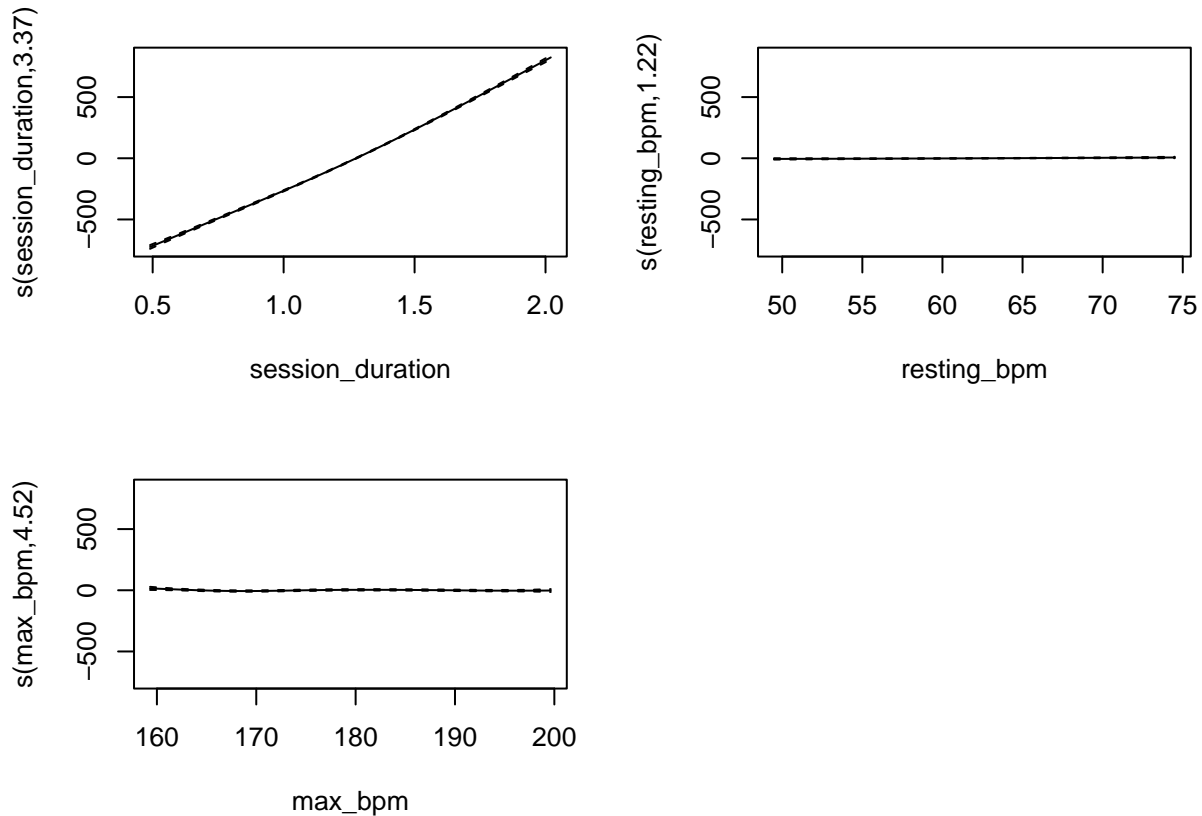 s(session_duration,3.37)
500
0
−500
0.5 1.0 1.5 2.0
session_duration
s(resting_bpm,1.22)
500
0
−500
50 55 60 65 70 75
resting_bpm
s(max_bpm,4.52)
500
0
−500
160 170 180 190 200
max_bpm